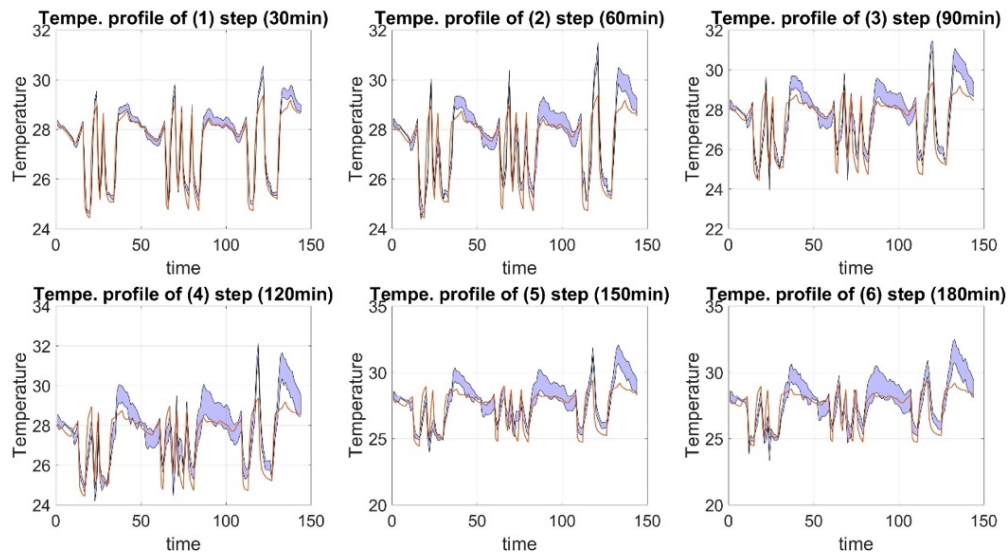 Tempe. profile of (1) step (30min)
32
30
28
26
24
Temperature
0 50 100 150
time
Tempe. profile of (2) step (60min)
32
30
28
26
24
Temperature
0 50 100 150
time
Tempe. profile of (3) step (90min)
30
28
26
24
22
Temperature
0 50 100 150
time
Tempe. profile of (4) step (120min)
34
32
30
28
26
24
Temperature
0 50 100 150
time
Tempe. profile of (5) step (150min)
35
30
25
20
Temperature
0 50 100 150
time
Tempe. profile of (6) step (180min)
35
30
25
20
Temperature
0 50 100 150
time